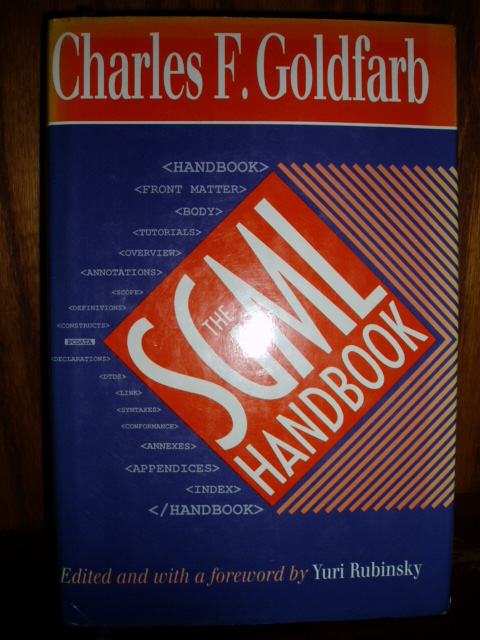 Charles F. Goldfarb
<HANDBOOK>
<FRONT MATTER>
<BODY>
<TUTORIALS>
<OVERVIEW>
<ANNOTATIONS>
<SCOPE>
<DEFINITIONS>
<CONSTRUCTS>
PCDATA
<DECLARATIONS>
<DTDS>
<LINK>
<SYNTAXES>
<CONFORMANCE>
<ANNEXES>
<APPENDICES>
<INDEX>
</HANDBOOK>
THE
SGML
HANDBOOK
Edited and with a foreword by Yuri Rubinsky